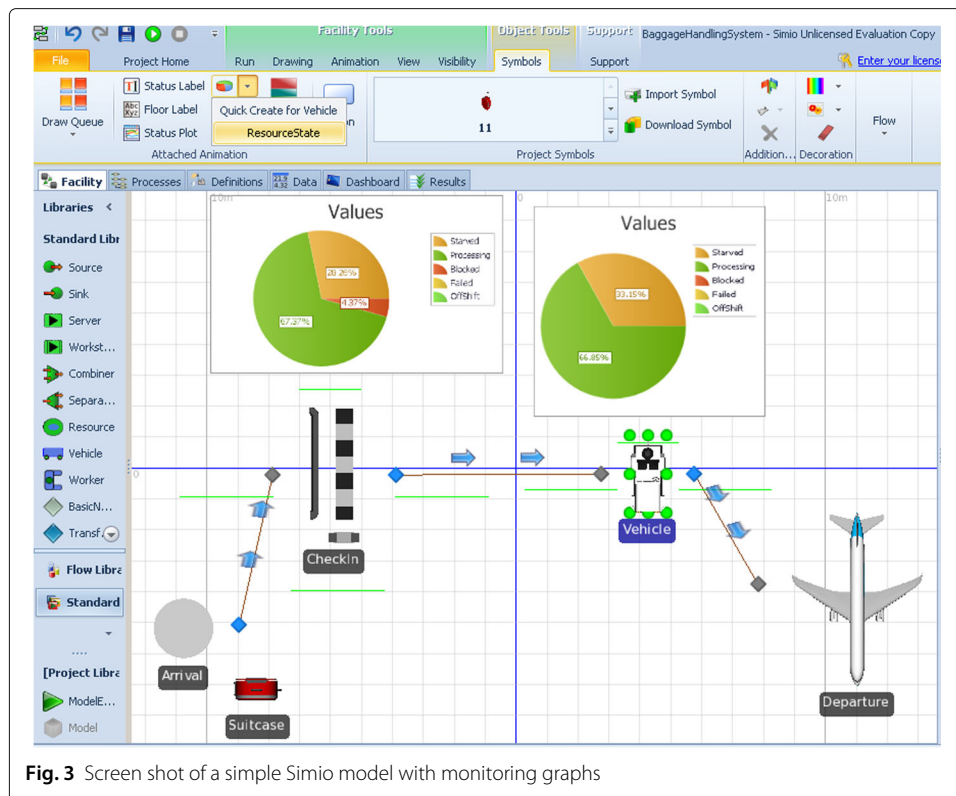 Facility Tools Object Tools Support BaggageHandlingSystem - Simio Unlicensed Evaluation Copy
File Project Home Run Drawing Animation View Visibility Symbols Support Enter your license
Draw Queue
Status Label
Floor Label
Status Plot
Attached Animation
Quick Create for Vehicle
ResourceState
11
Import Symbol
Download Symbol
Project Symbols
Addition...
Decoration
Flow
Facility Processes Definitions Data Dashboard Results
Libraries <
Standard Libr
Source
Sink
Server
Workst...
Combiner
Separa...
Resource
Vehicle
Worker
BasicN...
Transf...
Flow Libra
Standard
[Project Libra
ModelE...
Model
10m
0
10m
0
Values
28.26%
4.37%
67.37%
Starved
Processing
Blocked
Failed
OffShift
Values
33.15%
66.85%
Starved
Processing
Blocked
Failed
OffShift
CheckIn
Vehicle
Arrival
Suitcase
Departure
Fig. 3 Screen shot of a simple Simio model with monitoring graphs